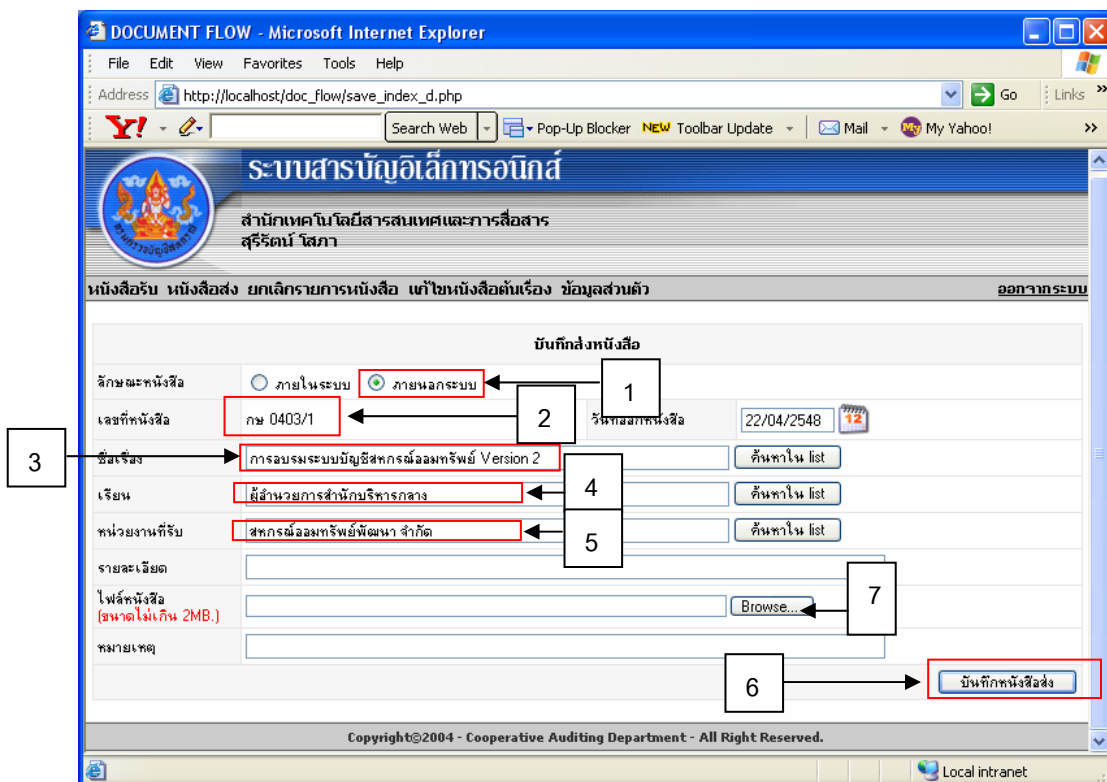 DOCUMENT FLOW - Microsoft Internet Explorer
File Edit View Favorites Tools Help
Address http://localhost/doc_flow/save_index_d.php Go Links »
Y! Search Web Pop-Up Blocker NEW Toolbar Update Mail My My Yahoo! »
ระบบสารบัญอิเล็กทรอนิกส์
สำนักเทคโนโลยีสารสนเทศและการสื่อสาร
สุรีรัตน์ โสภา
หนังสือรับ หนังสือส่ง ยกเลิกรายการหนังสือ แก้ไขหนังสือต้นเรื่อง ข้อมูลส่วนตัว ออกจากระบบ
บันทึกส่งหนังสือ
ลักษณะหนังสือ ภายในระบบ ภายนอกระบบ 1
เลขที่หนังสือ กษ 0403/1 2 วันที่ออกหนังสือ 22/04/2548 12
3 ชื่อเรื่อง การอบรมระบบบัญชีสหกรณ์ออมทรัพย์ Version 2 ค้นหาใน list
เรียน ผู้อำนวยการสำนักบริหารกลาง 4 ค้นหาใน list
หน่วยงานที่รับ สหกรณ์ออมทรัพย์พัฒนา จำกัด 5 ค้นหาใน list
รายละเอียด
ไฟล์หนังสือ
(ขนาดไม่เกิน 2MB.) Browse... 7
หมายเหตุ
6 บันทึกหนังสือส่ง
Copyright©2004 - Cooperative Auditing Department - All Right Reserved.
Local intranet